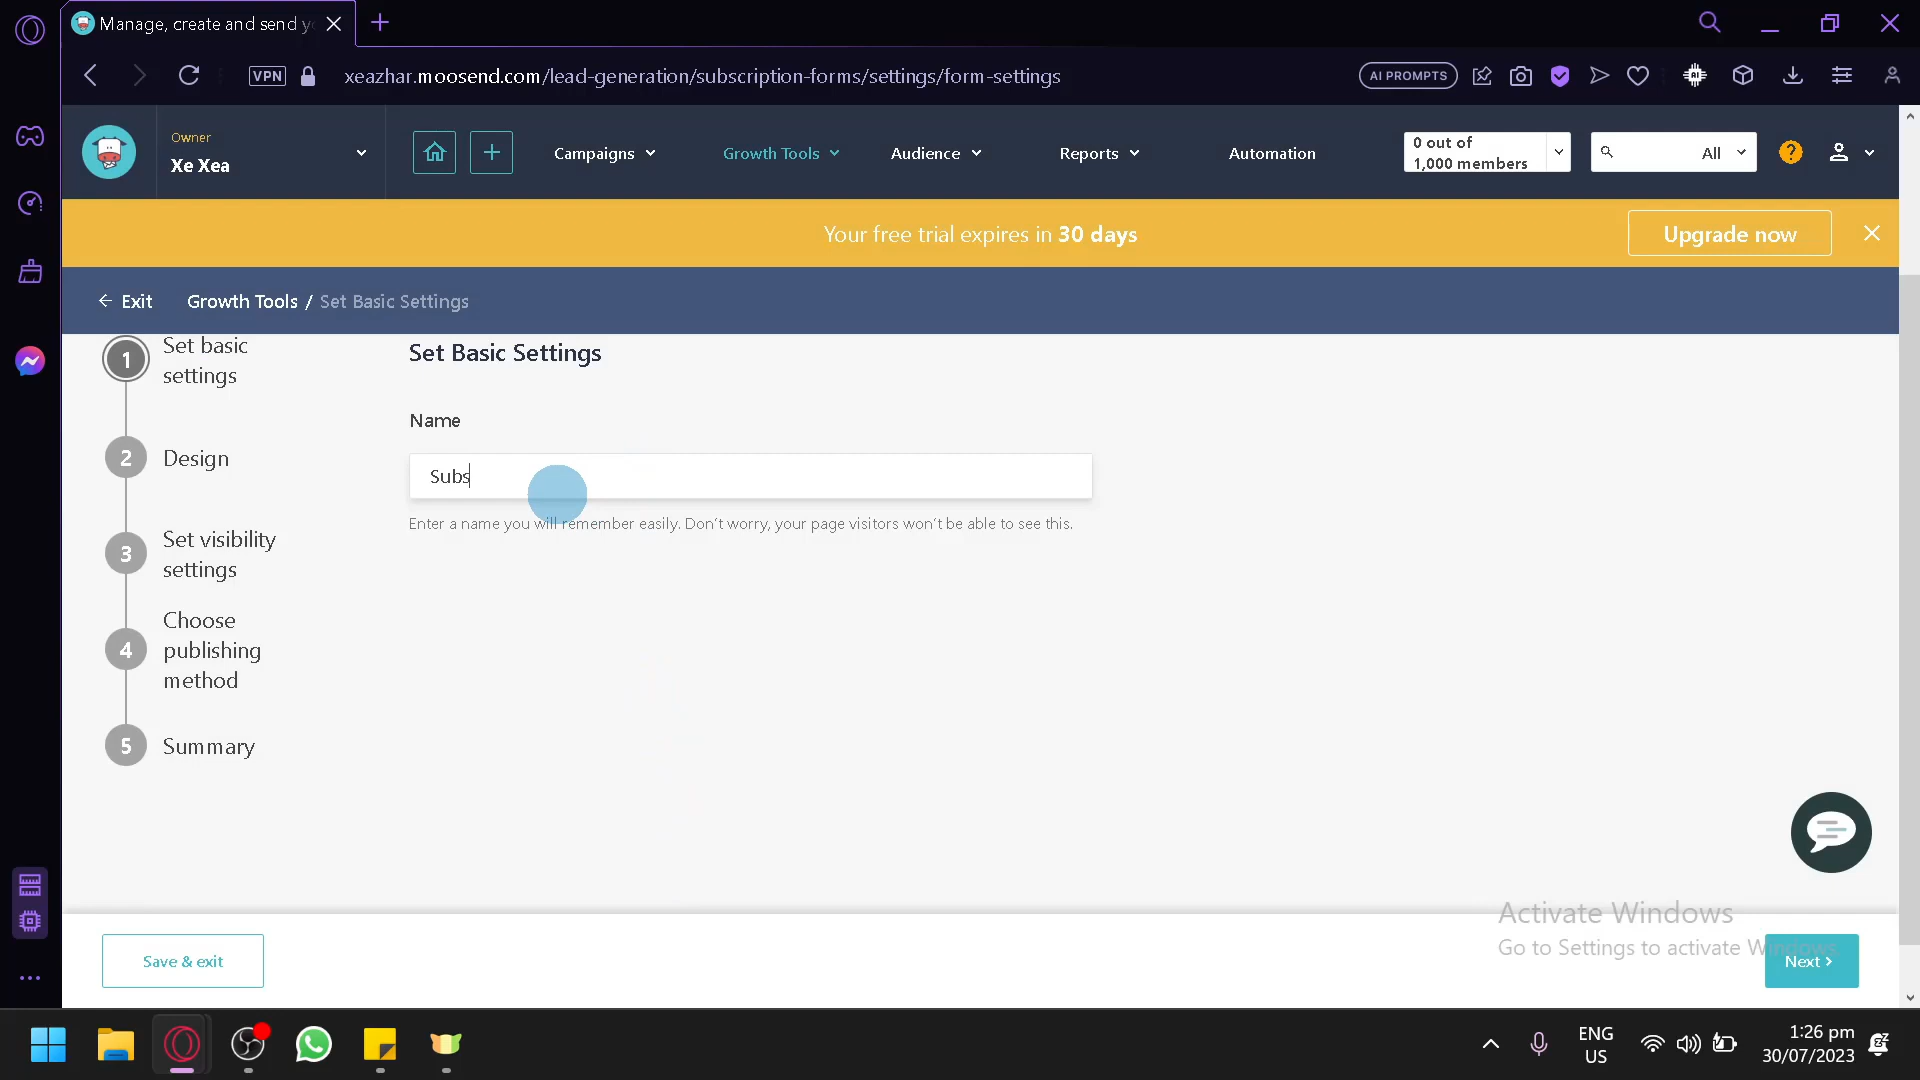 Manage, create and send y
VPN
xeazhar.moosend.com/lead-generation/subscription-forms/settings/form-settings
AI PROMPTS
Owner
Xe Xea
Campaigns
Growth Tools
Audience
Reports
Automation
0 out of
1,000 members
All
?
Your free trial expires in 30 days
Upgrade now
Exit
Growth Tools / Set Basic Settings
1
Set basic
settings
2
Design
3
Set visibility
settings
4
Choose
publishing
method
5
Summary
Set Basic Settings
Name
Subs
Enter a name you will remember easily. Don't worry, your page visitors won't be able to see this.
Activate Windows
Go to Settings to activate Windows.
Save & exit
Next
ENG
US
1:26 pm
30/07/2023